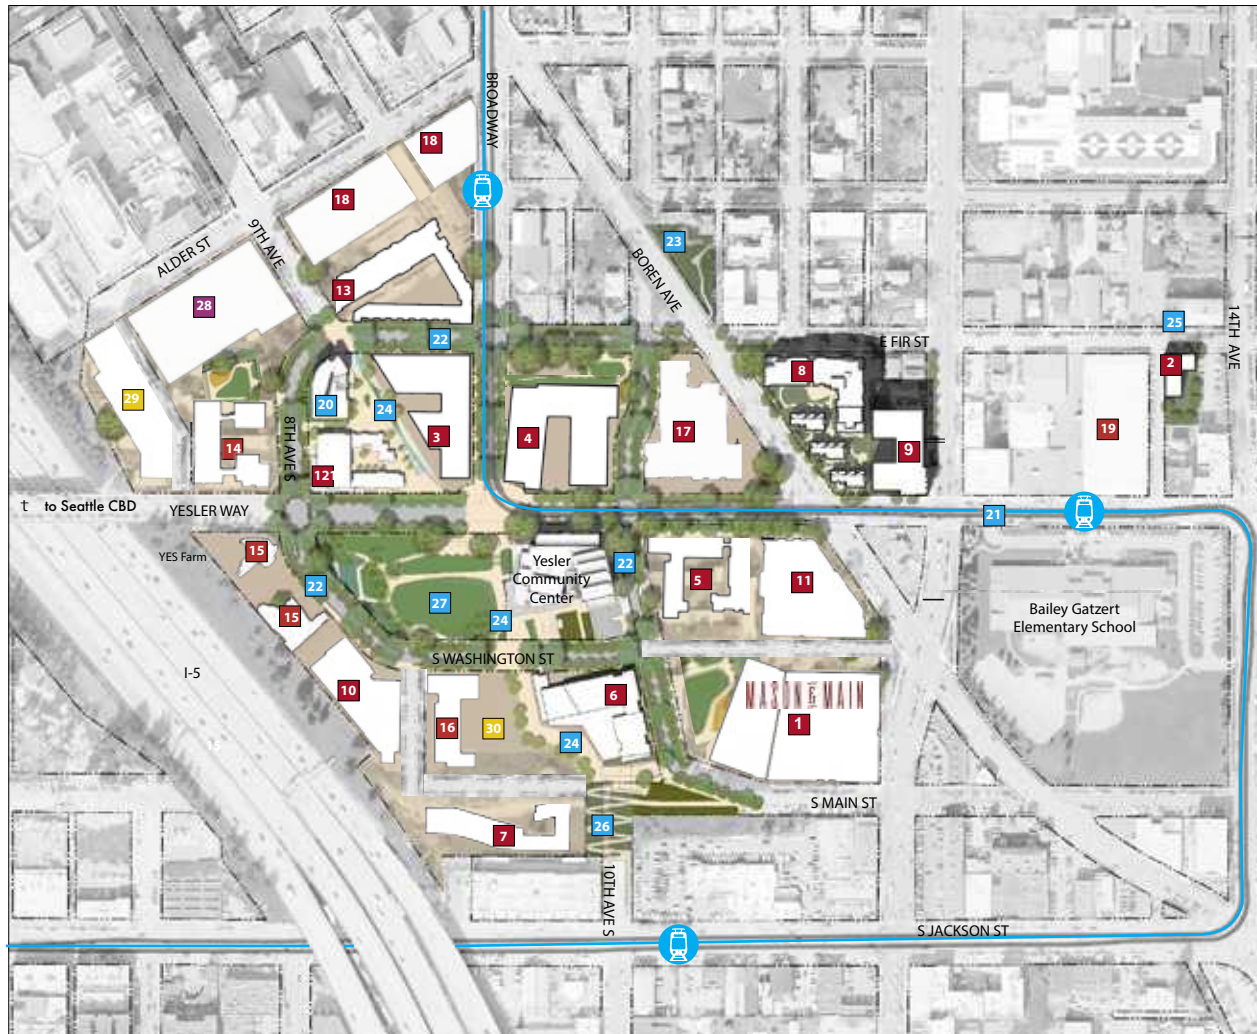 BROADWAY
18
18
9TH AVE
ALDER ST
23
BOREN AVE
13
28
22
25
14TH AVE
E FIR ST
2
8
29
20
24
8TH AVE S
3
4
17
19
14
121
9
t to Seattle CBD
YESLER WAY
21
YES Farm
15
22
Yesler
Community
Center
22
5
11
27
24
15
Bailey Gatzert
Elementary School
S WASHINGTON ST
I-5
10
6
MASON & MAIN
1
16
30
24
15
S MAIN ST
7
26
10TH AVE S
S JACKSON ST